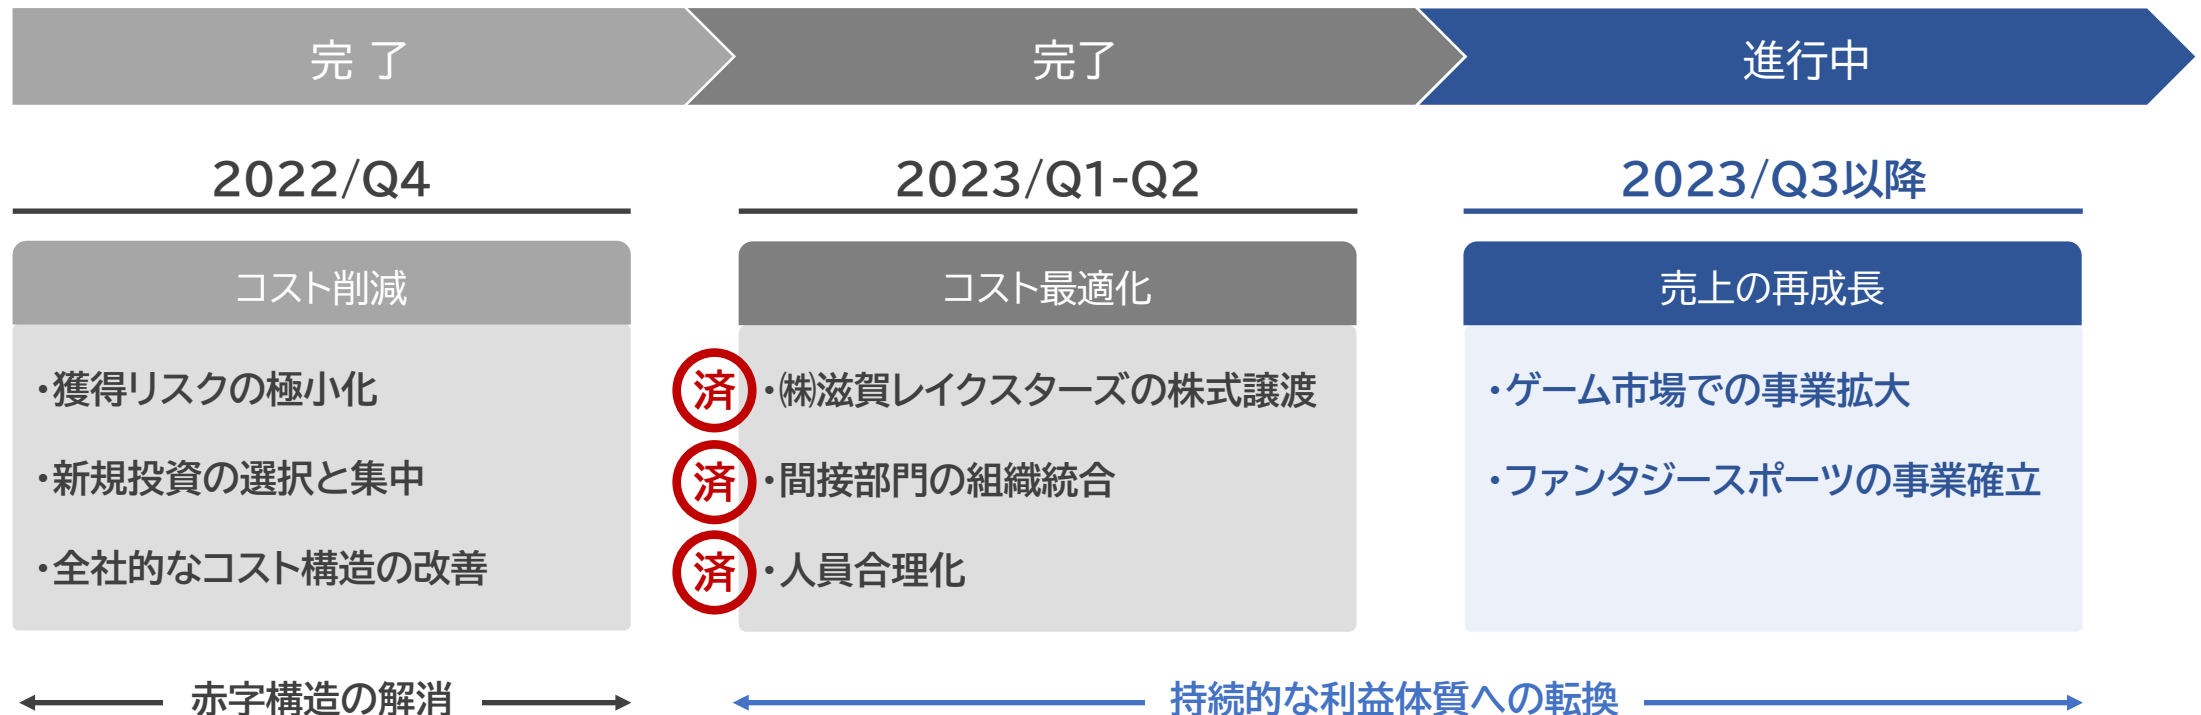 完 了
完了
進行中
2022/Q4
2023/Q1-Q2
2023/Q3以降
コスト削減
・獲得リスクの極小化
・新規投資の選択と集中
・全社的なコスト構造の改善
コスト最適化
済 ・㈱滋賀レイクスターズの株式譲渡
済 ・間接部門の組織統合
済 ・人員合理化
売上の再成長
・ゲーム市場での事業拡大
・ファンタジースポーツの事業確立
赤字構造の解消
持続的な利益体質への転換